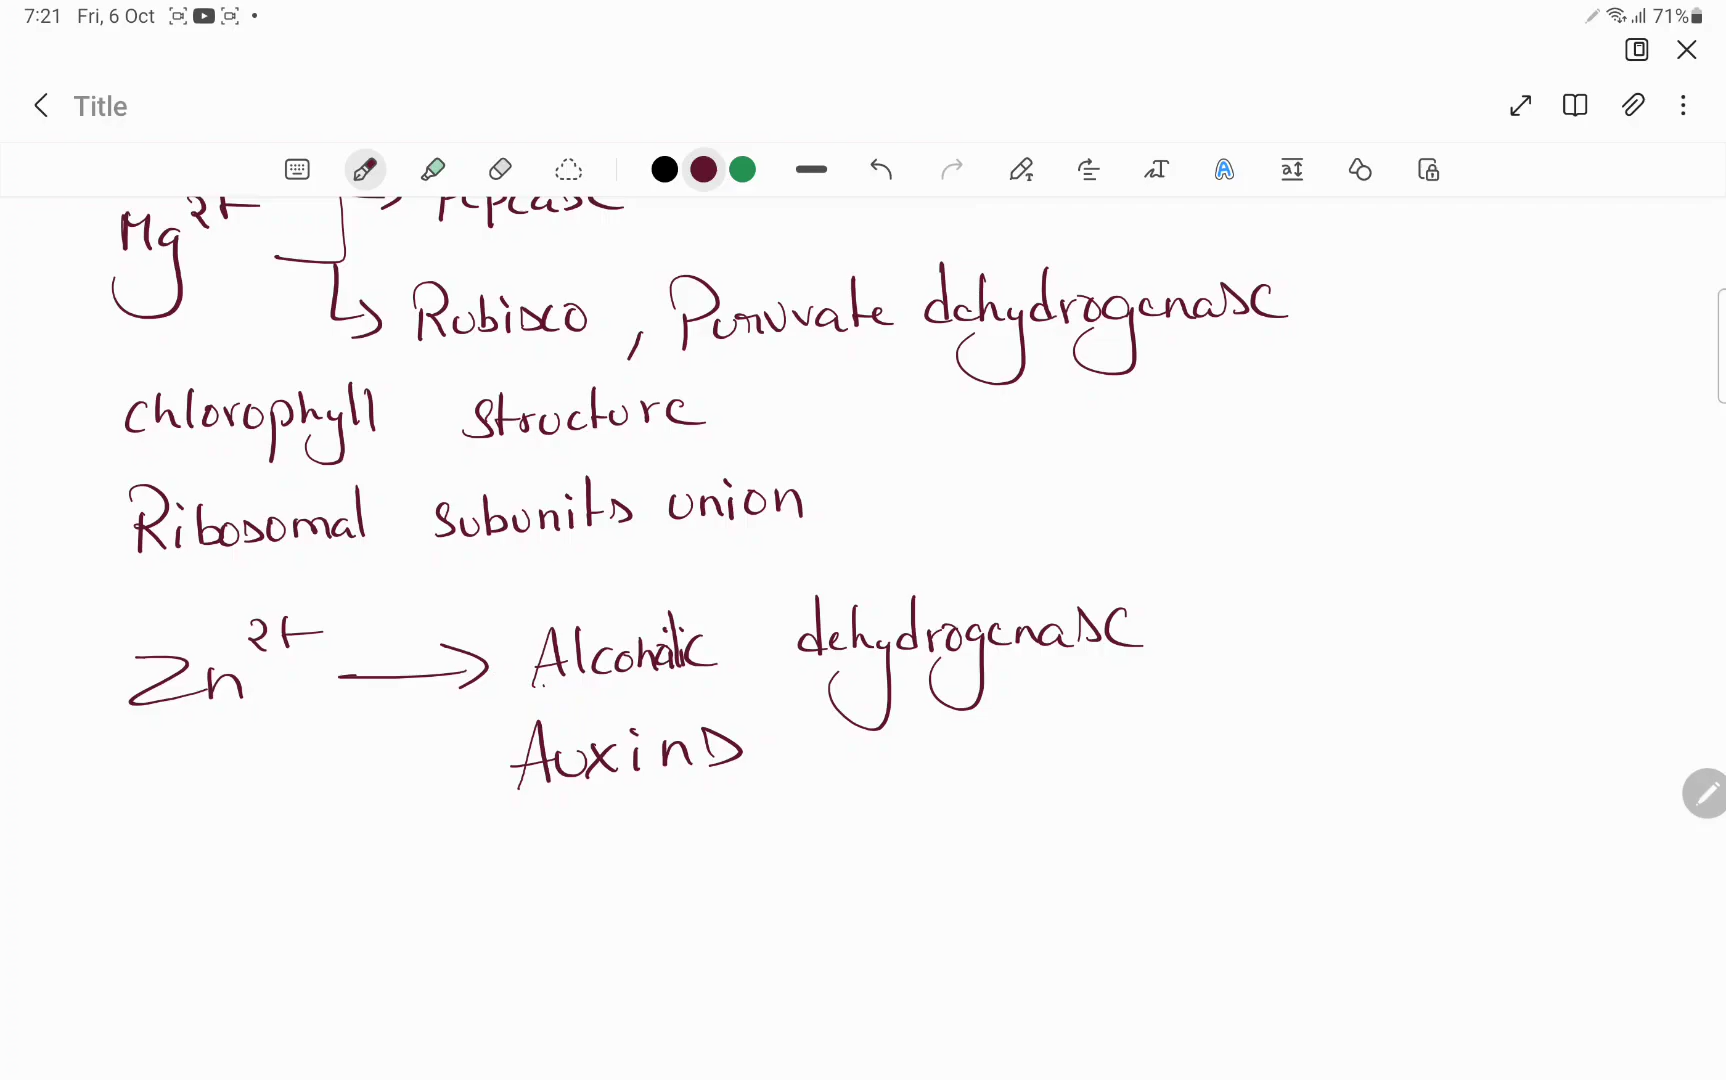 7:21 Fri, 6 Oct 71%
Title
Mg2+
Rubisco , Pyruvate dehydrogenase
chlorophyll structure
Ribosomal subunits union
Zn2+ → Alcoholic dehydrogenase
Auxins